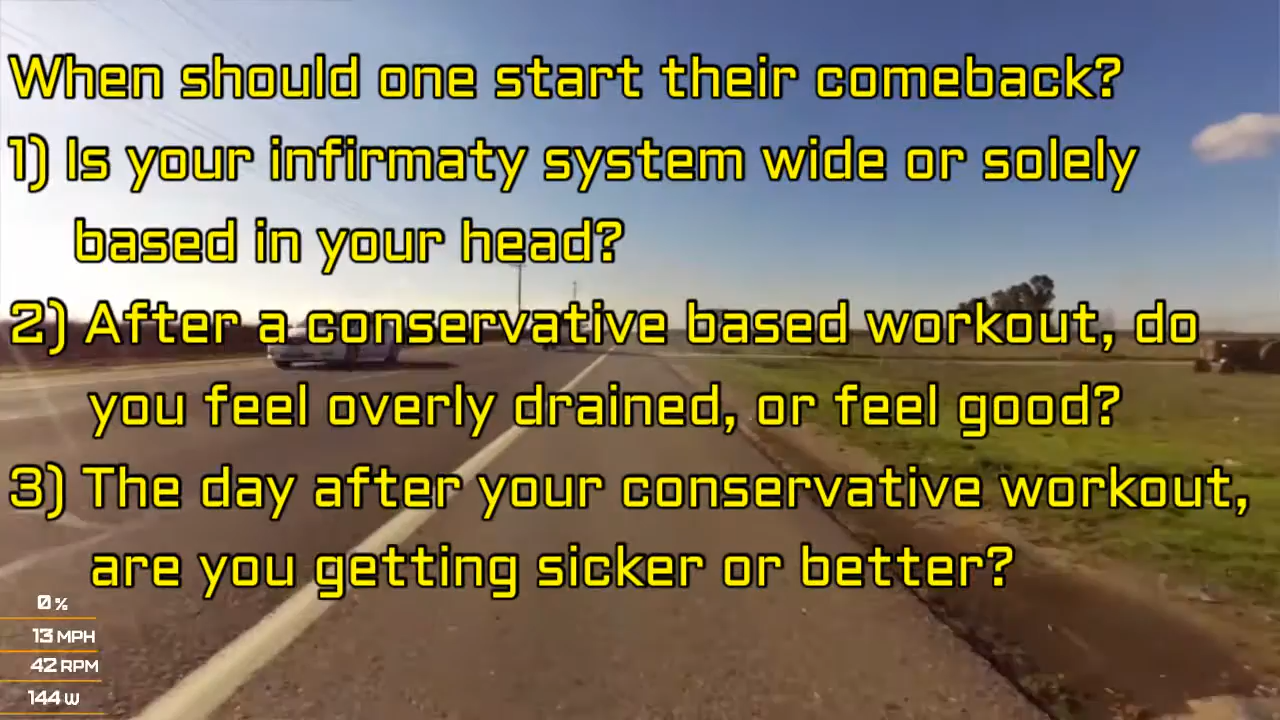 When should one start their comeback?
1) Is your infirmaty system wide or solely
based in your head?
2) After a conservative based workout, do
you feel overly drained, or feel good?
3) The day after your conservative workout,
are you getting sicker or better?
0 %
13 MPH
42 RPM
144 W